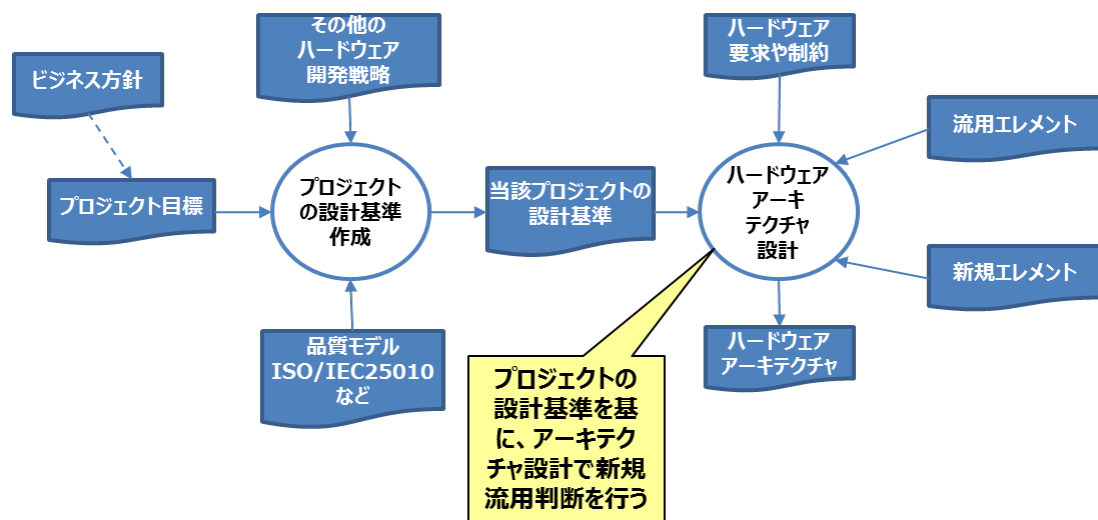 その他の
ハードウェア
開発戦略
ハードウェア
要求や制約
ビジネス方針
流用エレメント
プロジェクト目標
プロジェクト
の設計基準
作成
当該プロジェクトの
設計基準
ハードウェア
アーキ
テクチャ
設計
新規エレメント
品質モデル
ISO/IEC25010
など
ハードウェア
アーキテクチャ
プロジェクトの
設計基準を基
に、アーキテク
チャ設計で新規
流用判断を行う